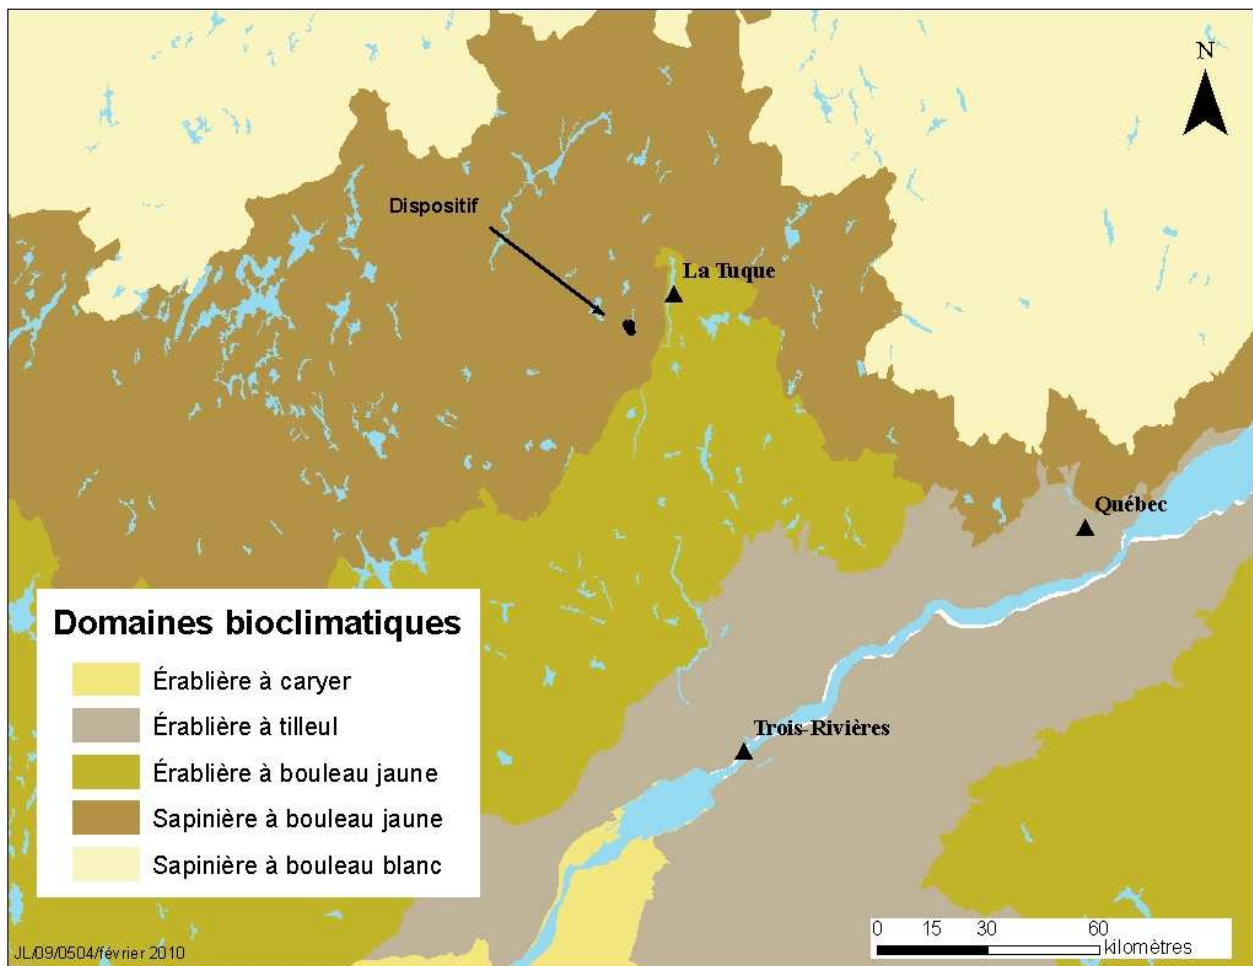 N
Dispositif
La Tuque
Québec
Domaines bioclimatiques
Érablière à caryer
Érablière à tilleul
Érablière à bouleau jaune
Sapinière à bouleau jaune
Sapinière à bouleau blanc
Trois-Rivières
0 15 30 60
kilomètres
JL/09/0504/février 2010